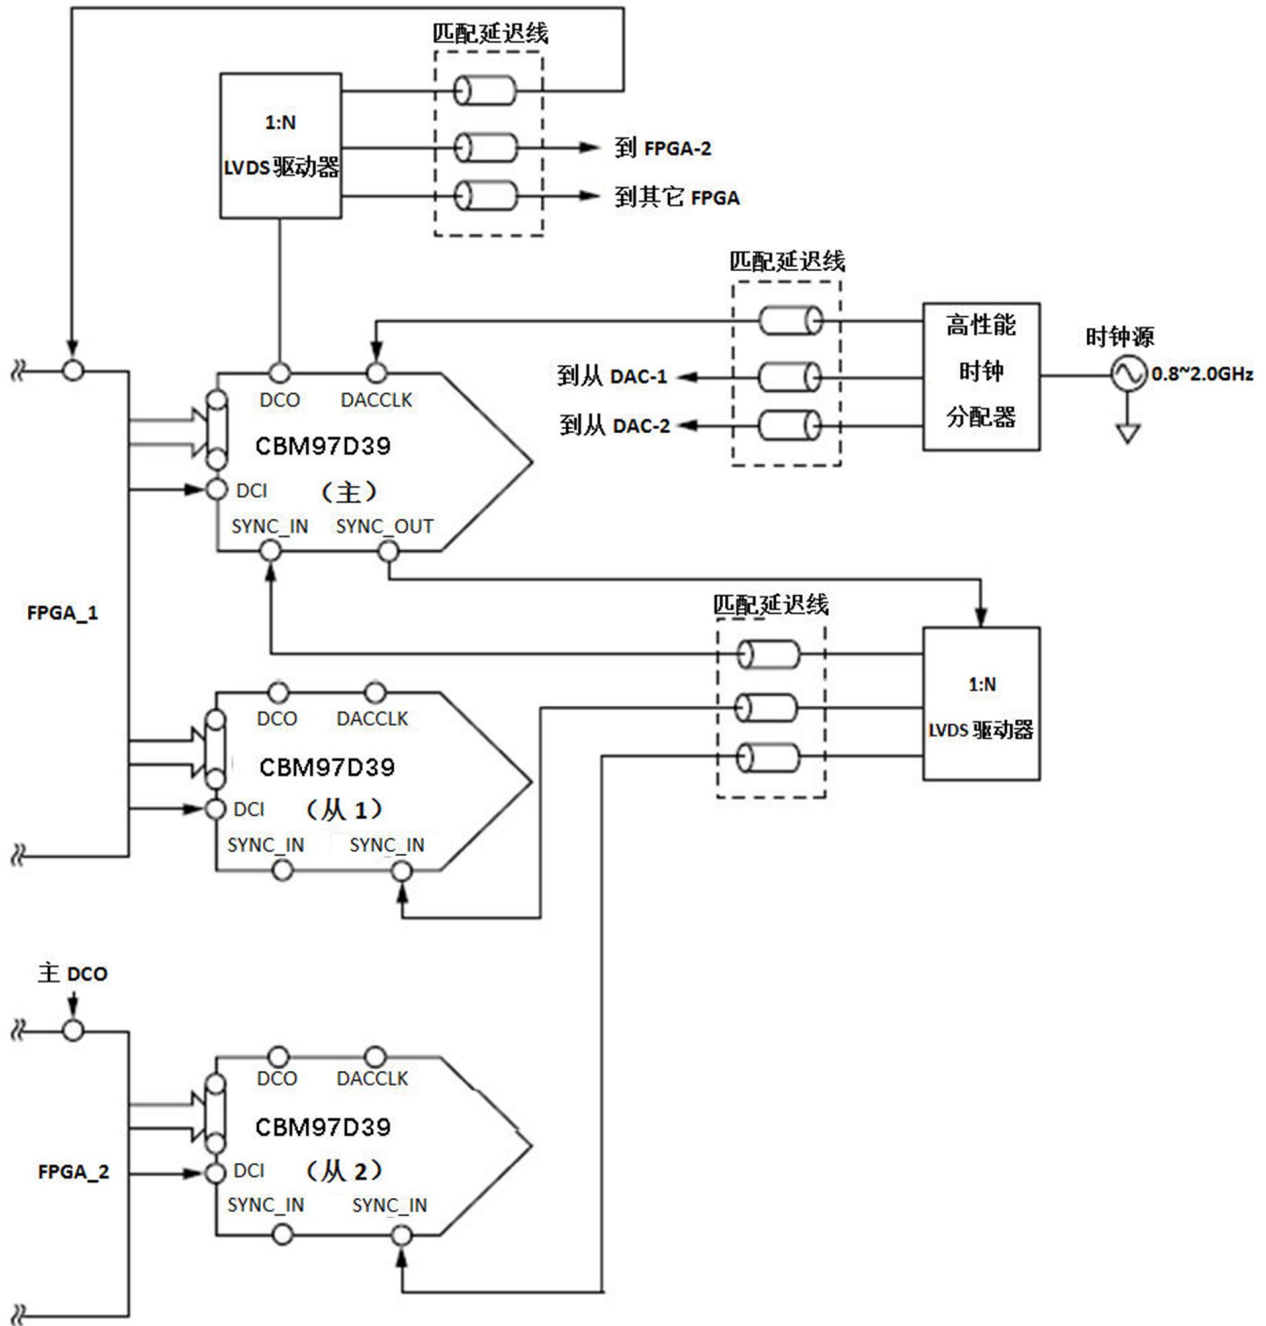 匹配延迟线
1:N
LVDS 驱动器
到 FPGA-2
到其它 FPGA
匹配延迟线
高性能
时钟
分配器
时钟源
0.8~2.0GHz
到从 DAC-1
到从 DAC-2
DCO
DACCLK
CBM97D39
DCI
(主)
SYNC_IN
SYNC_OUT
FPGA_1
匹配延迟线
1:N
LVDS 驱动器
DCO
DACCLK
CBM97D39
DCI
(从 1)
SYNC_IN
SYNC_IN
主 DCO
DCO
DACCLK
CBM97D39
FPGA_2
DCI
(从 2)
SYNC_IN
SYNC_IN